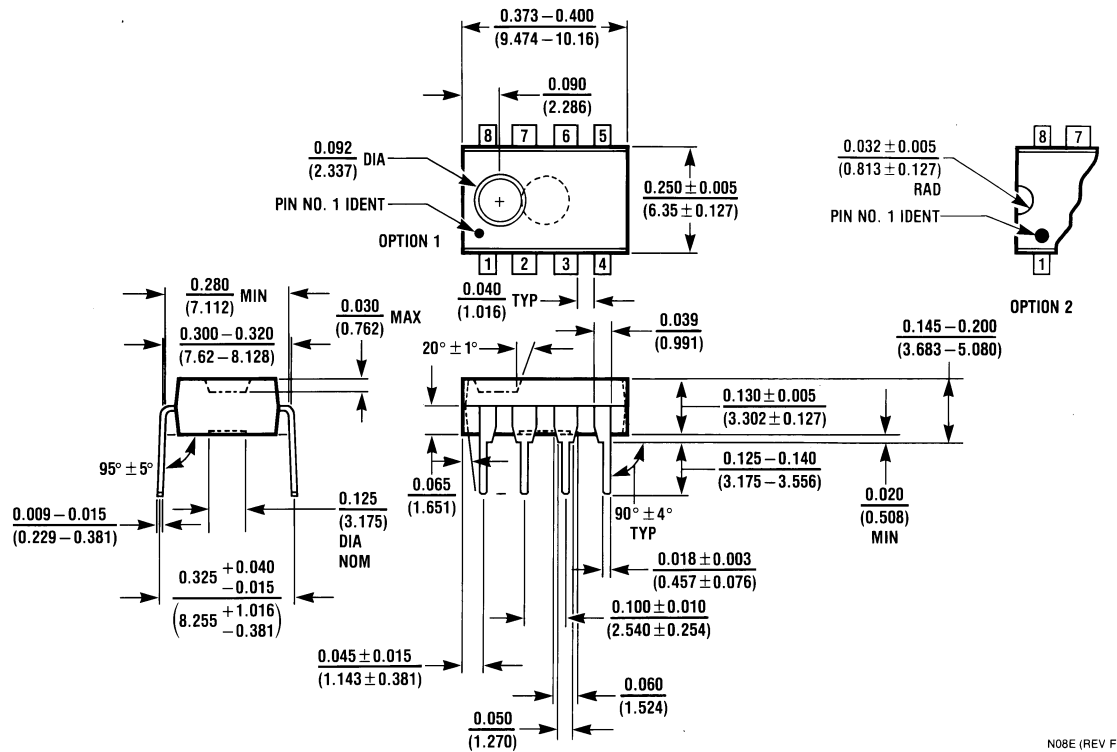 0.373 – 0.400
(9.474 – 10.16)
0.090
(2.286)
8 7 6 5
0.092 DIA
(2.337)
PIN NO. 1 IDENT
OPTION 1
0.250 ± 0.005
(6.35 ± 0.127)
1 2 3 4
0.032 ± 0.005
(0.813 ± 0.127)
RAD
PIN NO. 1 IDENT
8 7
1
OPTION 2
0.280 MIN
(7.112)
0.300 – 0.320
(7.62 – 8.128)
0.030 MAX
(0.762)
0.040 TYP
(1.016)
20° ± 1°
0.039
(0.991)
0.145 – 0.200
(3.683 – 5.080)
0.130 ± 0.005
(3.302 ± 0.127)
0.125 – 0.140
(3.175 – 3.556)
0.020
(0.508)
MIN
95° ± 5°
0.009 – 0.015
(0.229 – 0.381)
0.125
(3.175)
DIA
NOM
0.065
(1.651)
90° ± 4°
TYP
0.018 ± 0.003
(0.457 ± 0.076)
0.325 +0.040
–0.015
(8.255 +1.016
–0.381)
0.100 ± 0.010
(2.540 ± 0.254)
0.045 ± 0.015
(1.143 ± 0.381)
0.060
(1.524)
0.050
(1.270)
N08E (REV F